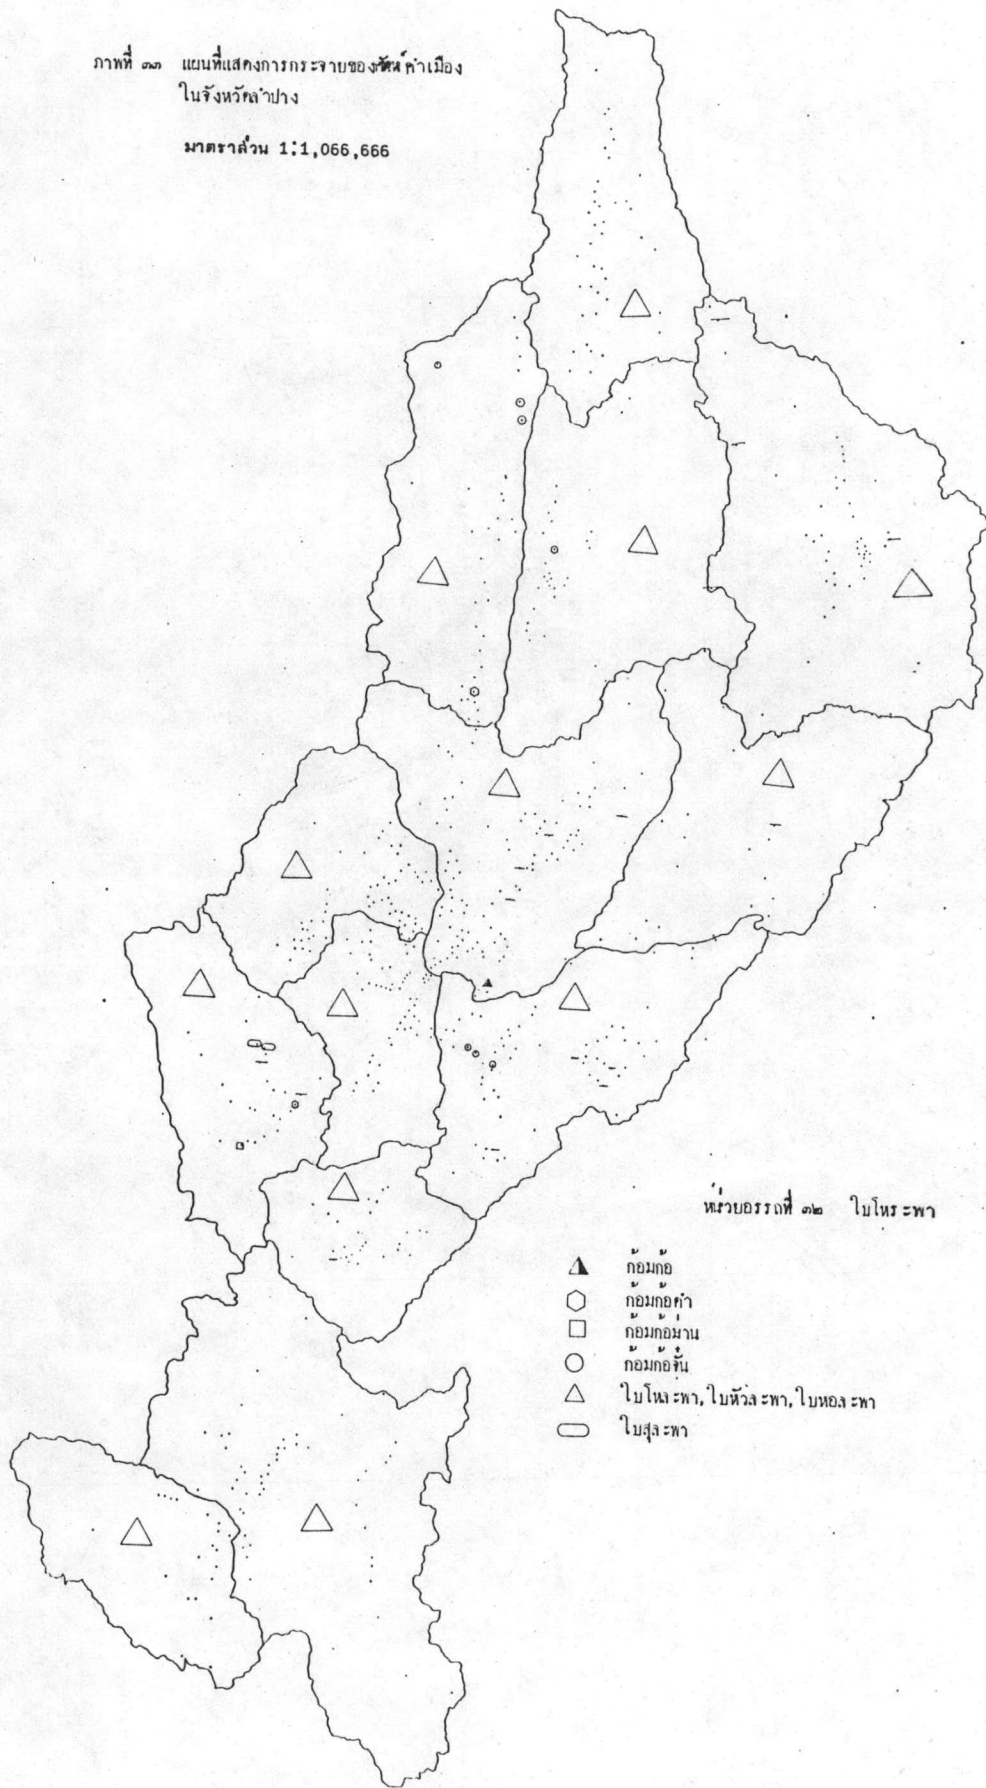 ภาพที่ ๓๓ แผนที่แสดงการกระจายของศัพท์คำเมือง
ในจังหวัดลำปาง
มาตราส่วน 1:1,066,666
หน่วยอรรถที่ ๓๒ ใบโหระพา
ก้อมก้อ
ก้อมก้อคำ
ก้อมก้อม่าน
ก้อมก้อจั๋น
ใบโหละพา, ใบหัวละพา, ใบหอละพา
ใบสุละพา